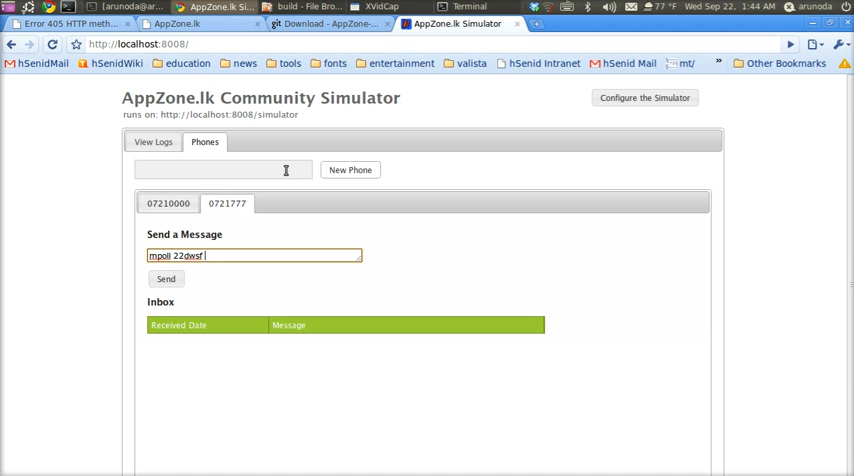 [arunoda@ar...
AppZone.lk Si...
build - File Bro...
XVidCap
Terminal
77 °F
Wed Sep 22, 1:44 AM
arunoda
Error 405 HTTP meth...
AppZone.lk
git Download - AppZone-...
AppZone.lk Simulator
http://localhost:8008/
hSenidMail
hSenidWiki
education
news
tools
fonts
entertainment
valista
hSenid Intranet
hSenid Mail
mt/
»
Other Bookmarks
AppZone.lk Community Simulator
Configure the Simulator
runs on: http://localhost:8008/simulator
View Logs
Phones
New Phone
07210000
0721777
Send a Message
mpoll 22dwsf
Send
Inbox
Received Date
Message